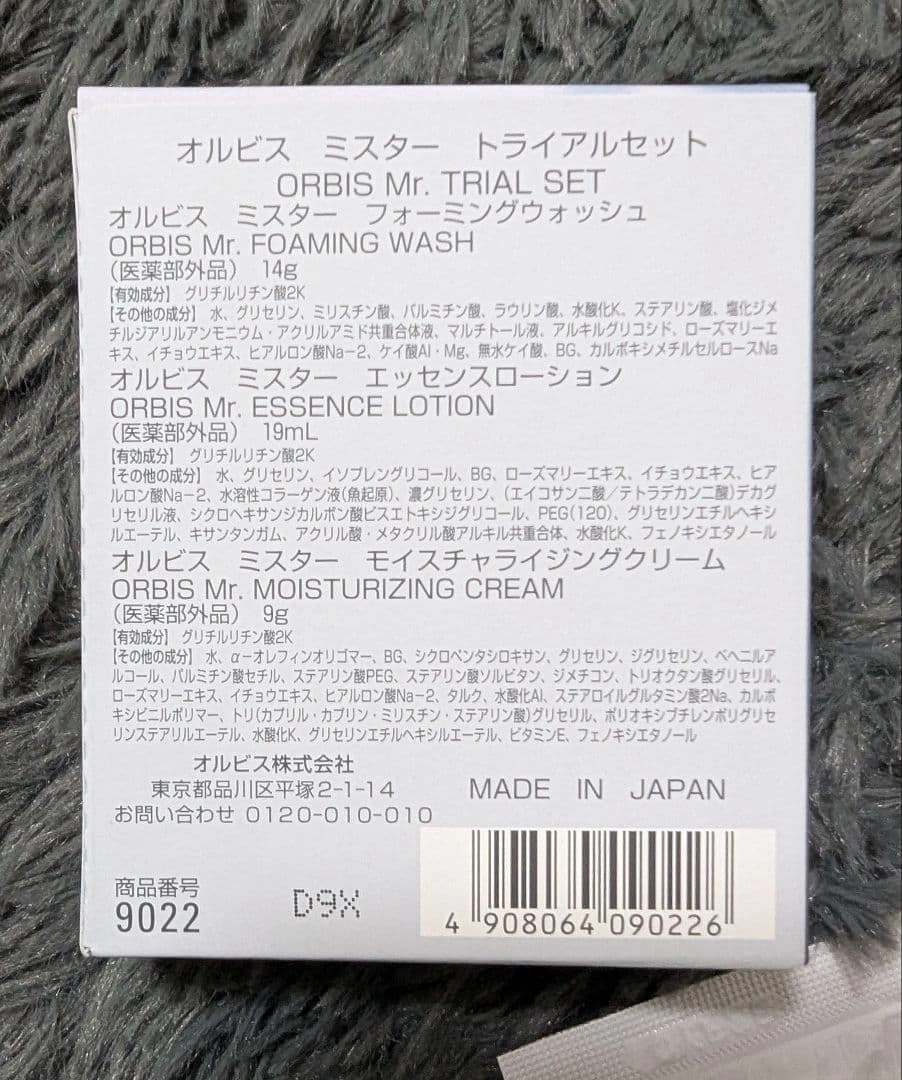 オルビス　ミスター　トライアルセット
ORBIS Mr. TRIAL SET
オルビス　ミスター　フォーミングウォッシュ
ORBIS Mr. FOAMING WASH
（医薬部外品）　14g
【有効成分】 グリチルリチン酸2K
【その他の成分】 水、グリセリン、ミリスチン酸、パルミチン酸、ラウリン酸、水酸化K、ステアリン酸、塩化ジメ
チルジアリルアンモニウム・アクリルアミド共重合体液、マルチトール液、アルキルグリコシド、ローズマリーエ
キス、イチョウエキス、ヒアルロン酸Na－2、ケイ酸Al・Mg、無水ケイ酸、BG、カルボキシメチルセルロースNa
オルビス　ミスター　エッセンスローション
ORBIS Mr. ESSENCE LOTION
（医薬部外品）　19mL
【有効成分】 グリチルリチン酸2K
【その他の成分】 水、グリセリン、イソプレングリコール、BG、ローズマリーエキス、イチョウエキス、ヒア
ルロン酸Na－2、水溶性コラーゲン液（魚起原）、濃グリセリン、（エイコサン二酸／テトラデカン二酸）デカグ
リセリル液、シクロヘキサンジカルボン酸ビスエトキシジグリコール、PEG（120）、グリセリンエチルヘキシ
ルエーテル、キサンタンガム、アクリル酸・メタクリル酸アルキル共重合体、水酸化K、フェノキシエタノール
オルビス　ミスター　モイスチャライジングクリーム
ORBIS Mr. MOISTURIZING CREAM
（医薬部外品）　9g
【有効成分】 グリチルリチン酸2K
【その他の成分】 水、α－オレフィンオリゴマー、BG、シクロペンタシロキサン、グリセリン、ジグリセリン、ベヘニルア
ルコール、パルミチン酸セチル、ステアリン酸PEG、ステアリン酸ソルビタン、ジメチコン、トリオクタン酸グリセリル、
ローズマリーエキス、イチョウエキス、ヒアルロン酸Na－2、タルク、水酸化Al、ステアロイルグルタミン酸2Na、カルボ
キシビニルポリマー、トリ（カプリル・カプリン・ミリスチン・ステアリン酸）グリセリル、ポリオキシブチレンポリグリセ
リンステアリルエーテル、水酸化K、グリセリンエチルヘキシルエーテル、ビタミンE、フェノキシエタノール
オルビス株式会社
東京都品川区平塚2-1-14
お問い合わせ 0120-010-010
MADE IN JAPAN
商品番号
9022
D9X
4 908064 090226